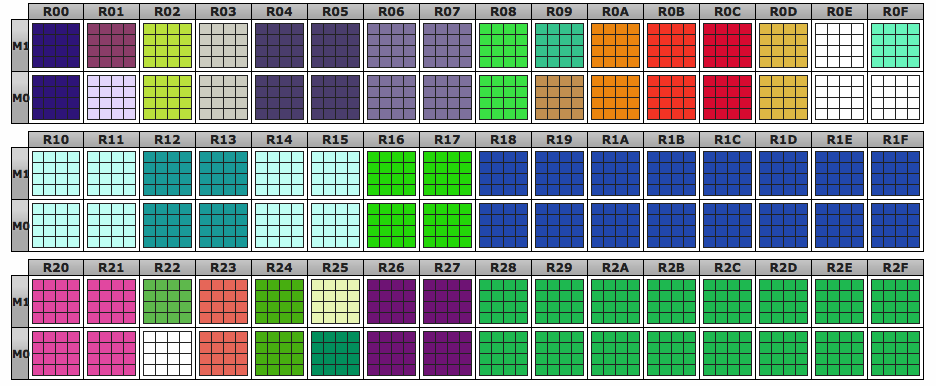 R00 R01 R02 R03 R04 R05 R06 R07 R08 R09 R0A R0B R0C R0D R0E R0F
M1
M0
R10 R11 R12 R13 R14 R15 R16 R17 R18 R19 R1A R1B R1C R1D R1E R1F
M1
M0
R20 R21 R22 R23 R24 R25 R26 R27 R28 R29 R2A R2B R2C R2D R2E R2F
M1
M0